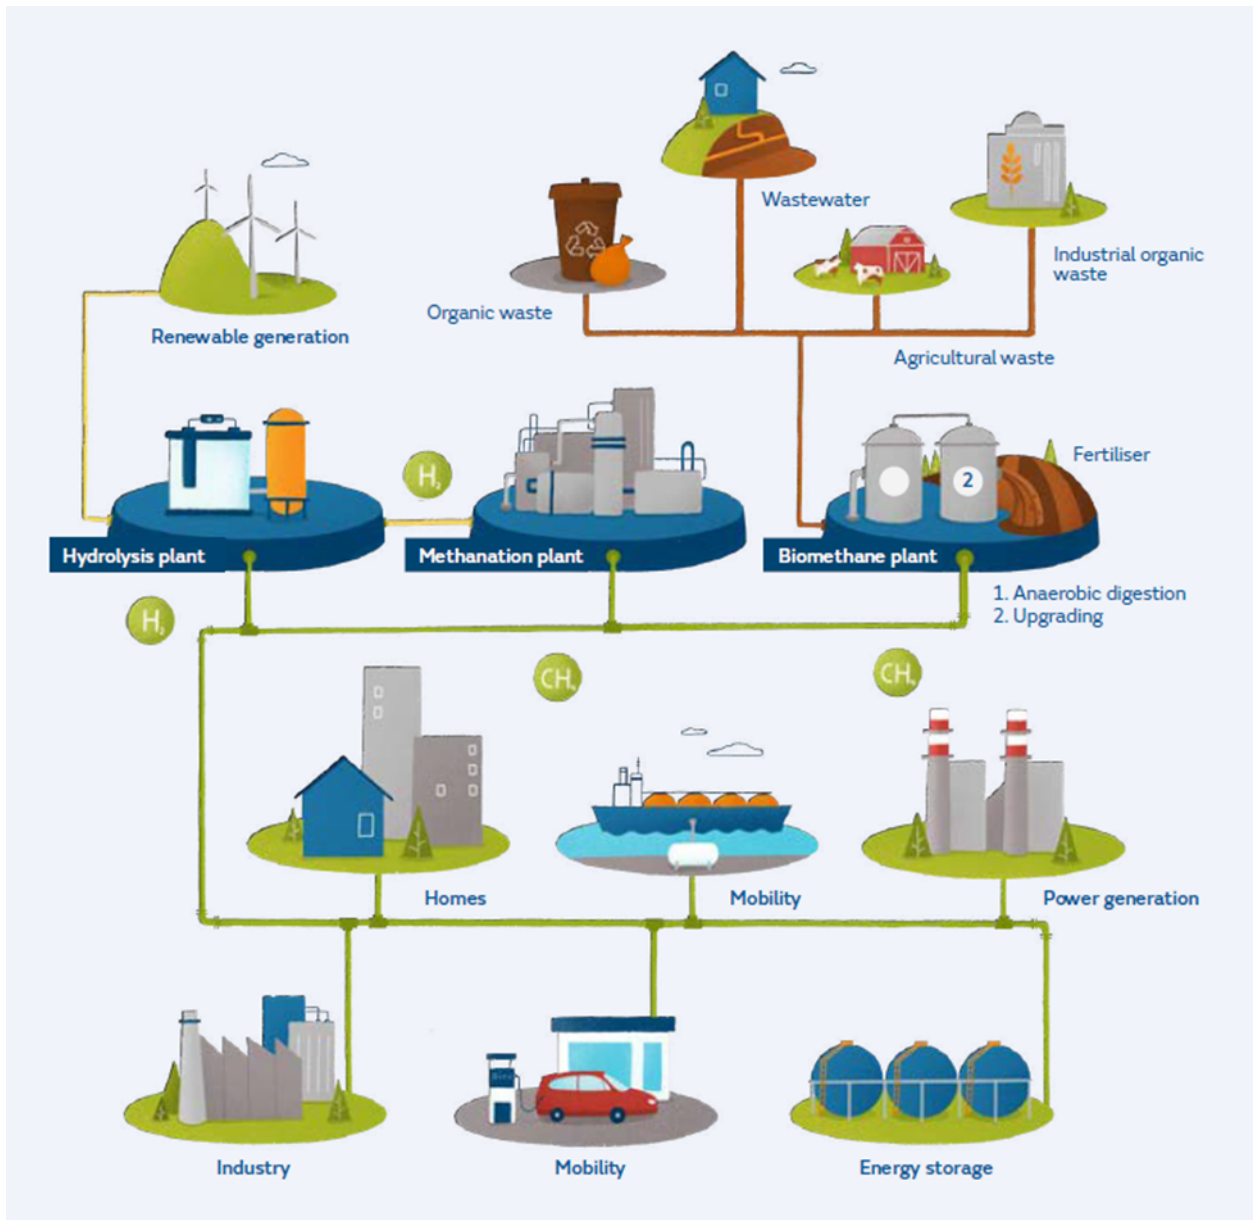 Wastewater
Industrial organic
waste
Organic waste
Renewable generation
Agricultural waste
Fertiliser
H₂
2
Hydrolysis plant
Methanation plant
Biomethane plant
1. Anaerobic digestion
2. Upgrading
H₂
CH₄
CH₄
Homes
Mobility
Power generation
Industry
Mobility
Energy storage